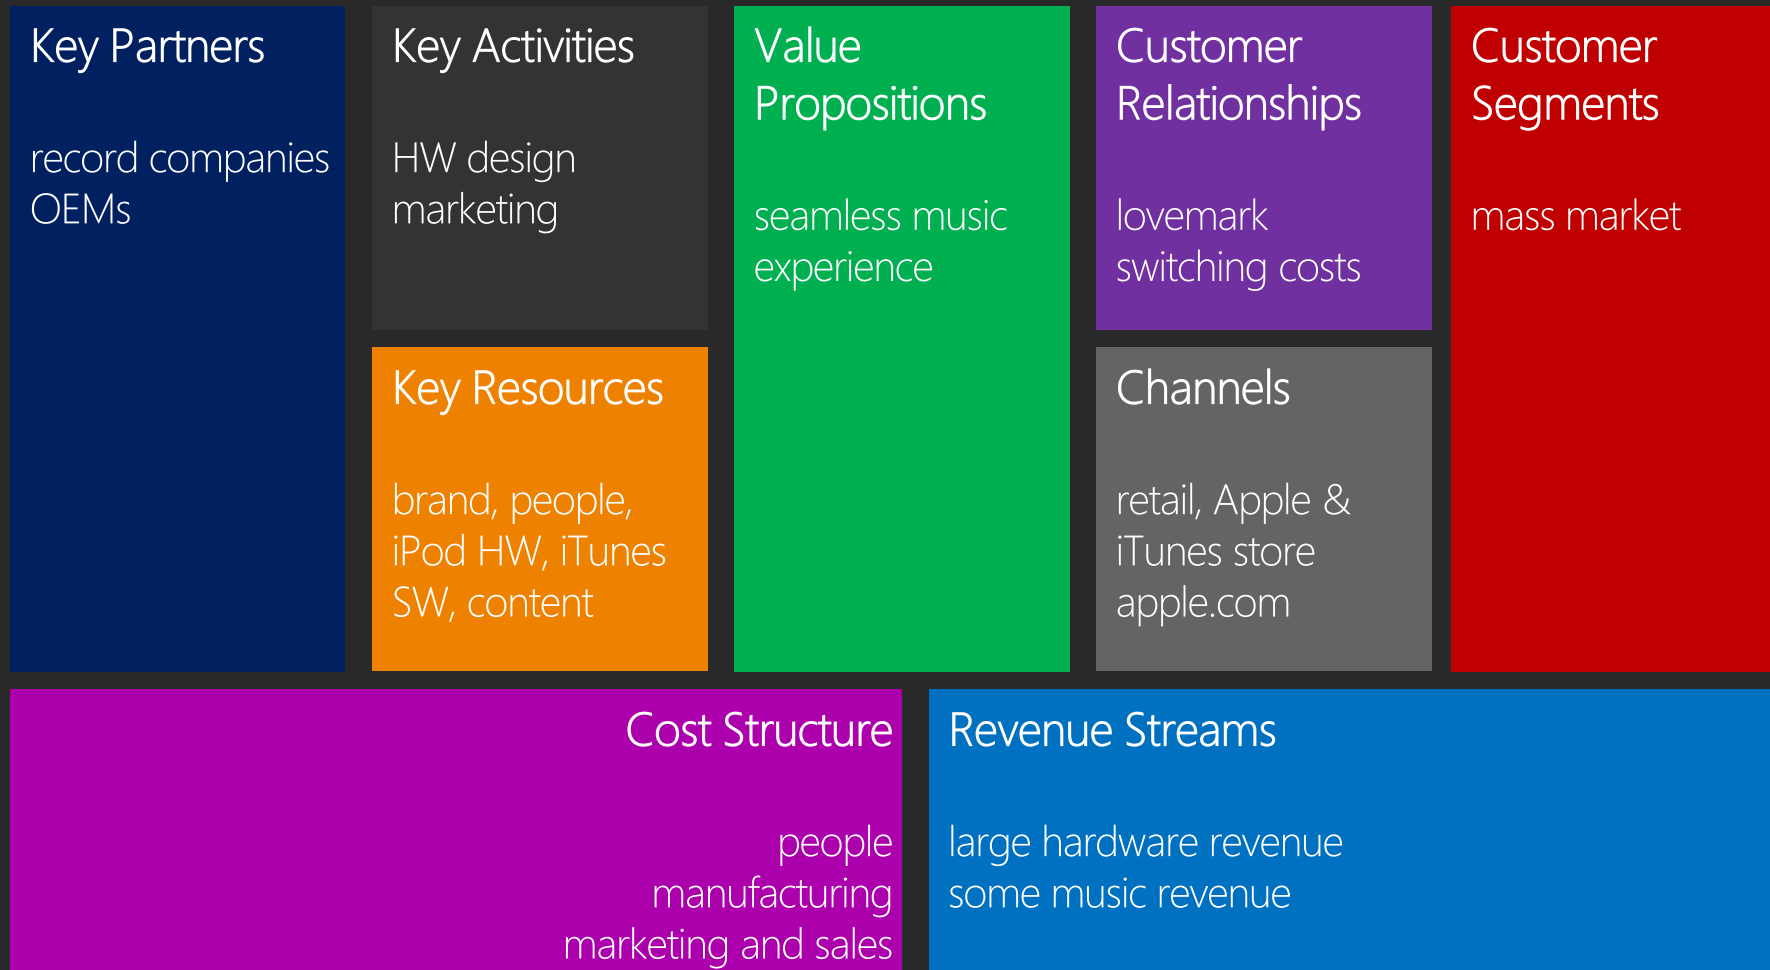 Key Partners
record companies
OEMs
Key Activities
HW design
marketing
Key Resources
brand, people,
iPod HW, iTunes
SW, content
Value
Propositions
seamless music
experience
Customer
Relationships
lovemark
switching costs
Channels
retail, Apple &
iTunes store
apple.com
Customer
Segments
mass market
Cost Structure
people
manufacturing
marketing and sales
Revenue Streams
large hardware revenue
some music revenue